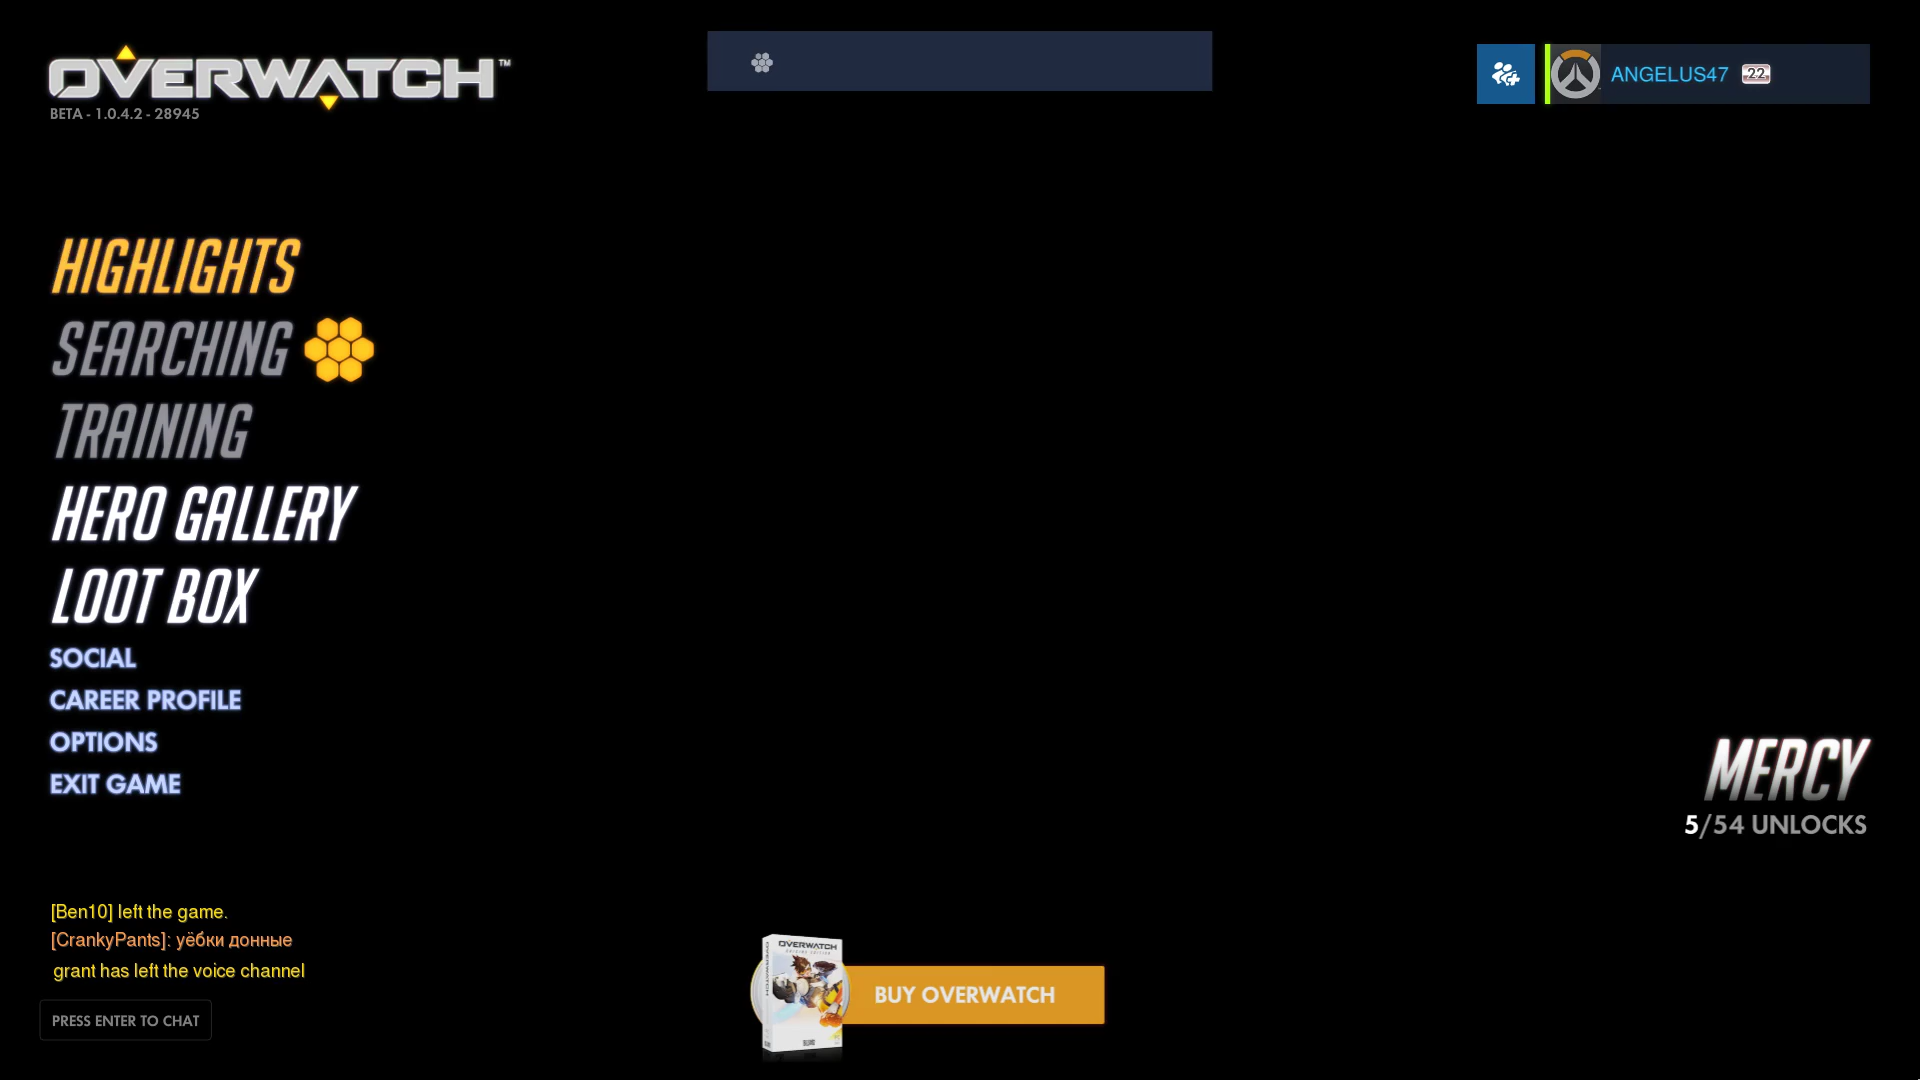 OVERWATCH™
BETA - 1.0.4.2 - 28945
ANGELUS47 22
HIGHLIGHTS
SEARCHING
TRAINING
HERO GALLERY
LOOT BOX
SOCIAL
CAREER PROFILE
OPTIONS
EXIT GAME
MERCY
5/54 UNLOCKS
[Ben10] left the game.
[CrankyPants]: уёбки донные
grant has left the voice channel
PRESS ENTER TO CHAT
OVERWATCH
BUY OVERWATCH